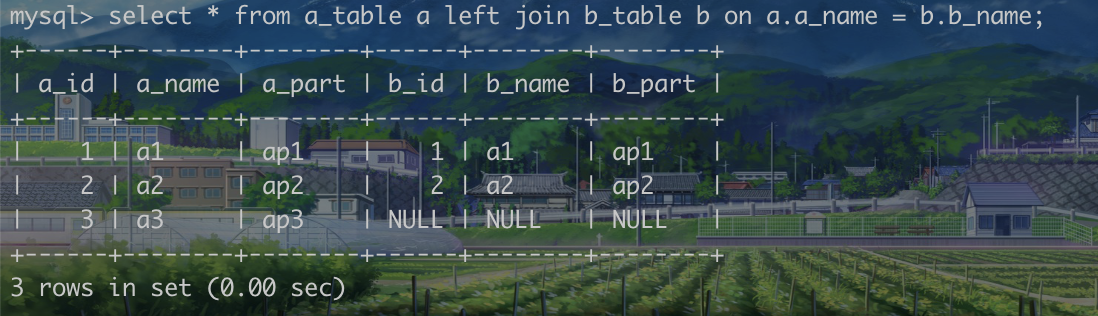 mysql> select * from a_table a left join b_table b on a.a_name = b.b_name;
+------+--------+--------+------+--------+--------+
| a_id | a_name | a_part | b_id | b_name | b_part |
+------+--------+--------+------+--------+--------+
|    1 | a1     | ap1    |    1 | a1     | ap1    |
|    2 | a2     | ap2    |    2 | a2     | ap2    |
|    3 | a3     | ap3    | NULL | NULL   | NULL   |
+------+--------+--------+------+--------+--------+
3 rows in set (0.00 sec)